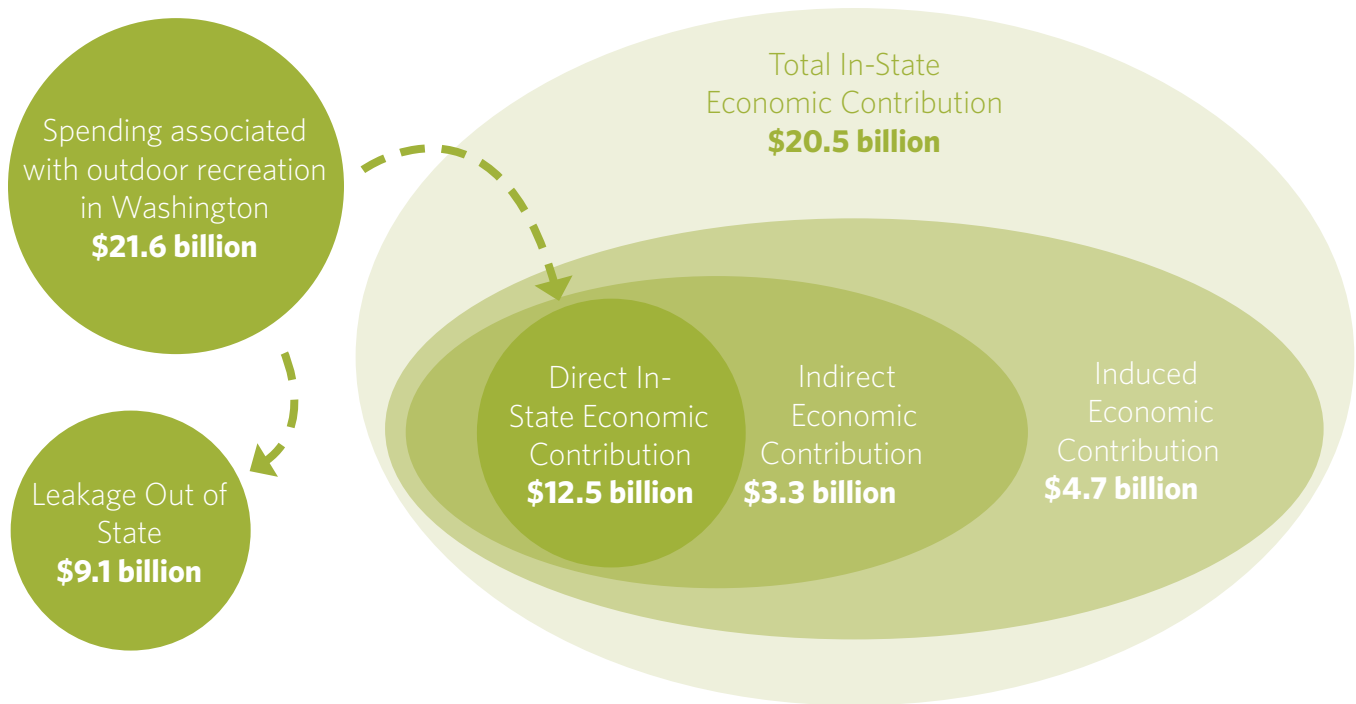 Spending associated
with outdoor recreation
in Washington
$21.6 billion
Leakage Out of
State
$9.1 billion
Total In-State
Economic Contribution
$20.5 billion
Direct In-
State Economic
Contribution
$12.5 billion
Indirect
Economic
Contribution
$3.3 billion
Induced
Economic
Contribution
$4.7 billion